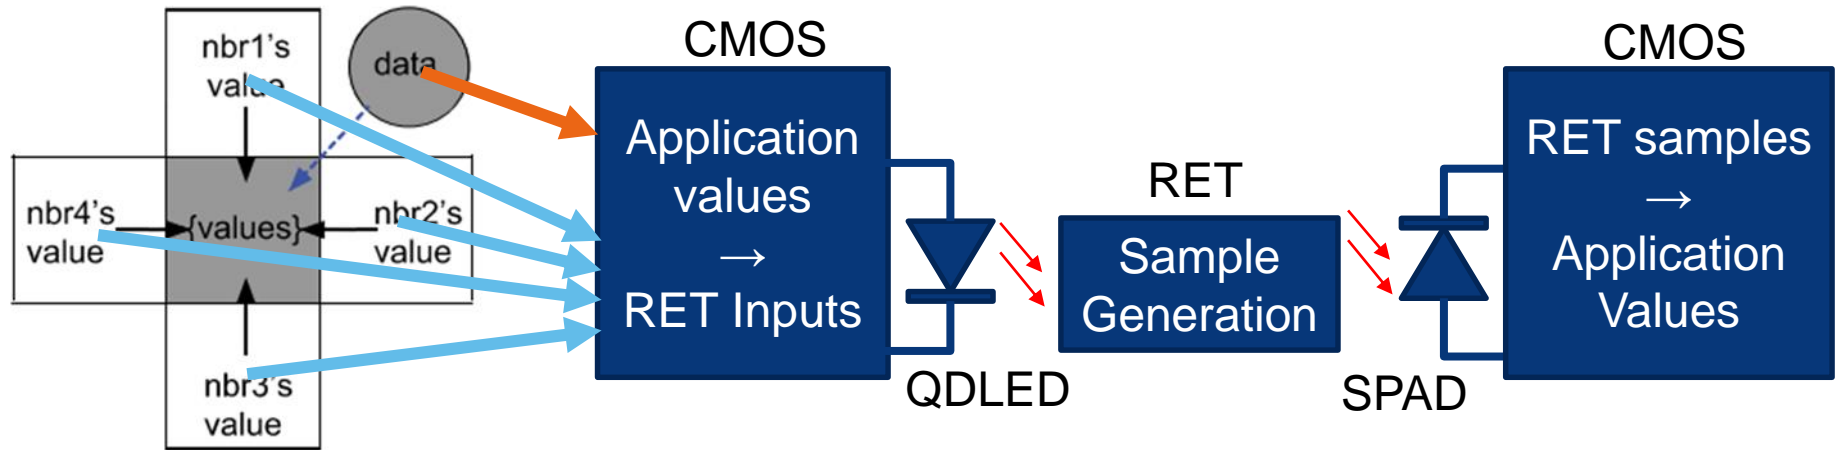 nbr1's
value
data
nbr4's
value
{values}
nbr2's
value
nbr3's
value
CMOS
Application
values
→
RET Inputs
QDLED
RET
Sample
Generation
SPAD
CMOS
RET samples
→
Application
Values